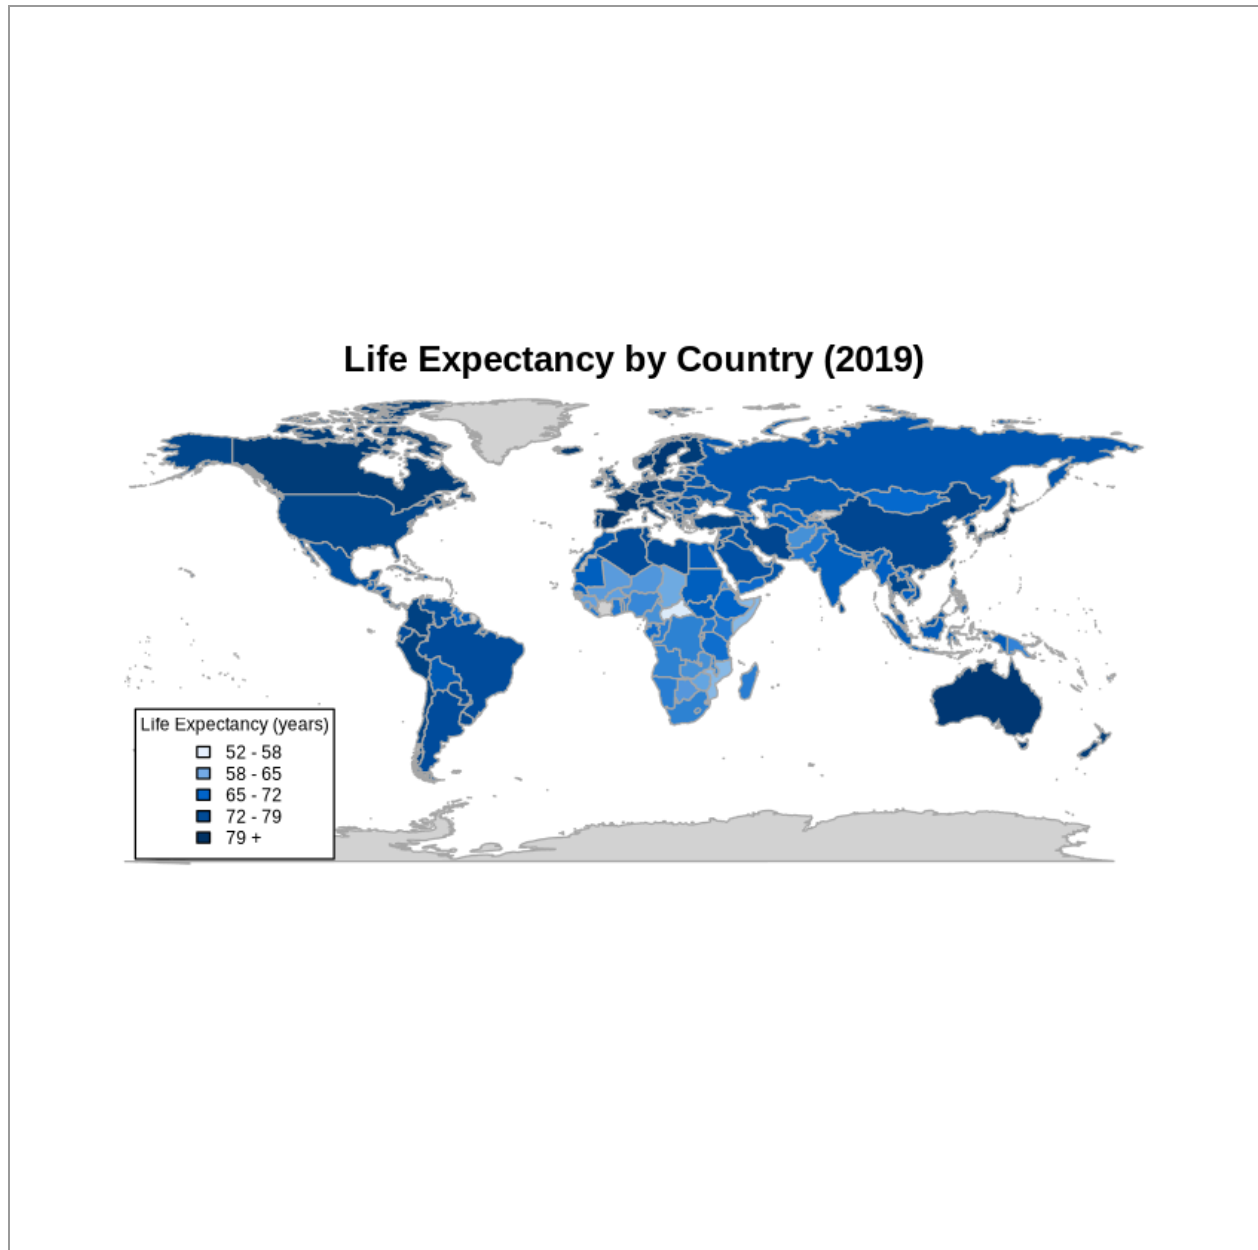 Life Expectancy by Country (2019)
Life Expectancy (years)
52 - 58
58 - 65
65 - 72
72 - 79
79 +